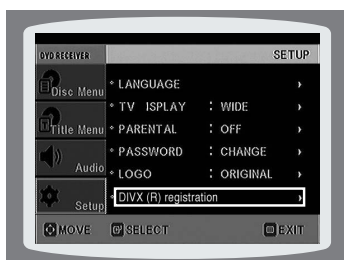 DVD RECEIVER SETUP
Disc Menu
Title Menu
Audio
Setup
LANGUAGE
TV ISPLAY : WIDE
PARENTAL : OFF
PASSWORD : CHANGE
LOGO : ORIGINAL
DIVX (R) registration
MOVE SELECT EXIT